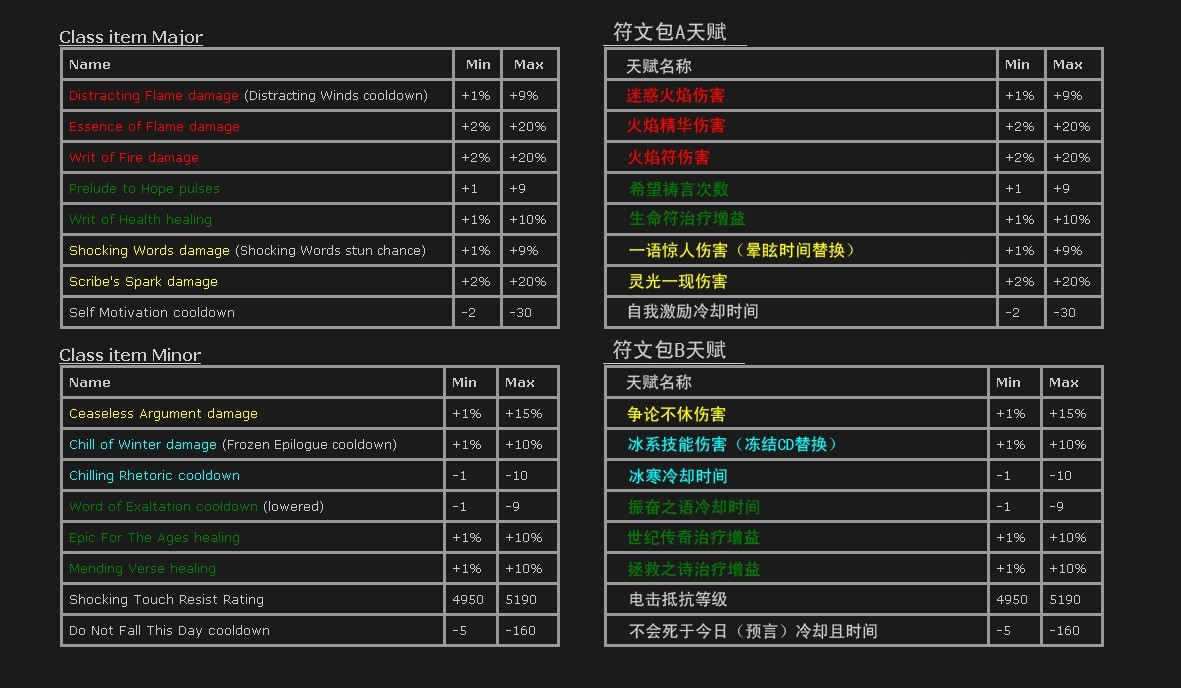 Class item Major
Name Min Max
Distracting Flame damage (Distracting Winds cooldown) +1% +9%
Essence of Flame damage +2% +20%
Writ of Fire damage +2% +20%
Prelude to Hope pulses +1 +9
Writ of Health healing +1% +10%
Shocking Words damage (Shocking Words stun chance) +1% +9%
Scribe's Spark damage +2% +20%
Self Motivation cooldown -2 -30
Class item Minor
Name Min Max
Ceaseless Argument damage +1% +15%
Chill of Winter damage (Frozen Epilogue cooldown) +1% +10%
Chilling Rhetoric cooldown -1 -10
Word of Exaltation cooldown (lowered) -1 -9
Epic For The Ages healing +1% +10%
Mending Verse healing +1% +10%
Shocking Touch Resist Rating 4950 5190
Do Not Fall This Day cooldown -5 -160
符文包A天赋
天赋名称 Min Max
迷惑火焰伤害 +1% +9%
火焰精华伤害 +2% +20%
火焰符伤害 +2% +20%
希望祷言次数 +1 +9
生命符治疗增益 +1% +10%
一语惊人伤害（晕眩时间替换） +1% +9%
灵光一现伤害 +2% +20%
自我激励冷却时间 -2 -30
符文包B天赋
天赋名称 Min Max
争论不休伤害 +1% +15%
冰系技能伤害（冻结CD替换） +1% +10%
冰寒冷却时间 -1 -10
振奋之语冷却时间 -1 -9
世纪传奇治疗增益 +1% +10%
拯救之诗治疗增益 +1% +10%
电击抵抗等级 4950 5190
不会死于今日（预言）冷却且时间 -5 -160